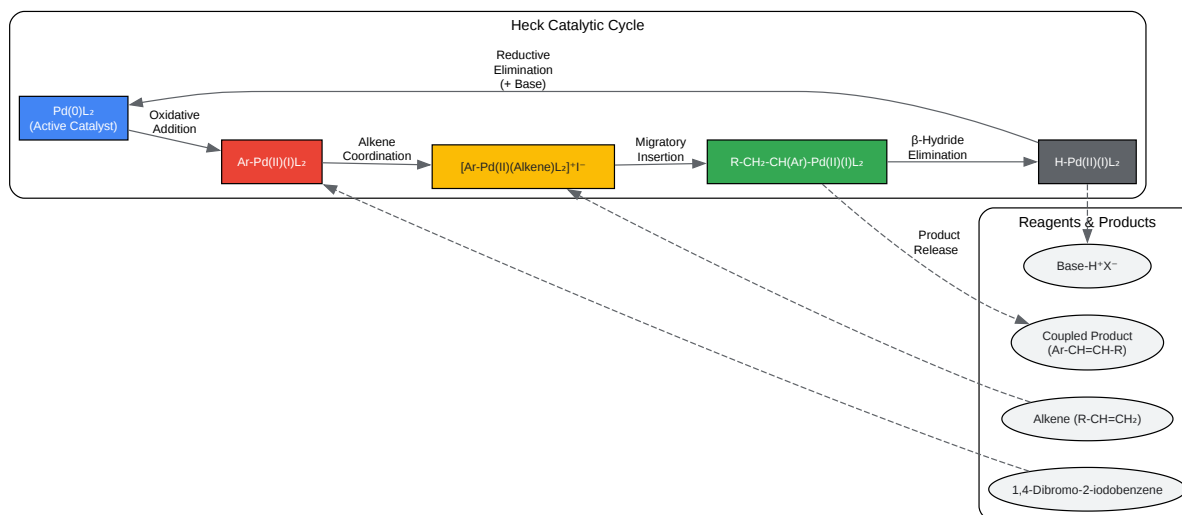 Heck Catalytic Cycle
Reductive
Elimination
(+ Base)
Pd(0)L₂
(Active Catalyst)
Oxidative
Addition
Ar-Pd(II)(I)L₂
Alkene
Coordination
[Ar-Pd(II)(Alkene)L₂]⁺I⁻
Migratory
Insertion
R-CH₂-CH(Ar)-Pd(II)(I)L₂
β-Hydride
Elimination
H-Pd(II)(I)L₂
Reagents & Products
Product
Release
Base-H⁺X⁻
Coupled Product
(Ar-CH=CH-R)
Alkene (R-CH=CH₂)
1,4-Dibromo-2-iodobenzene